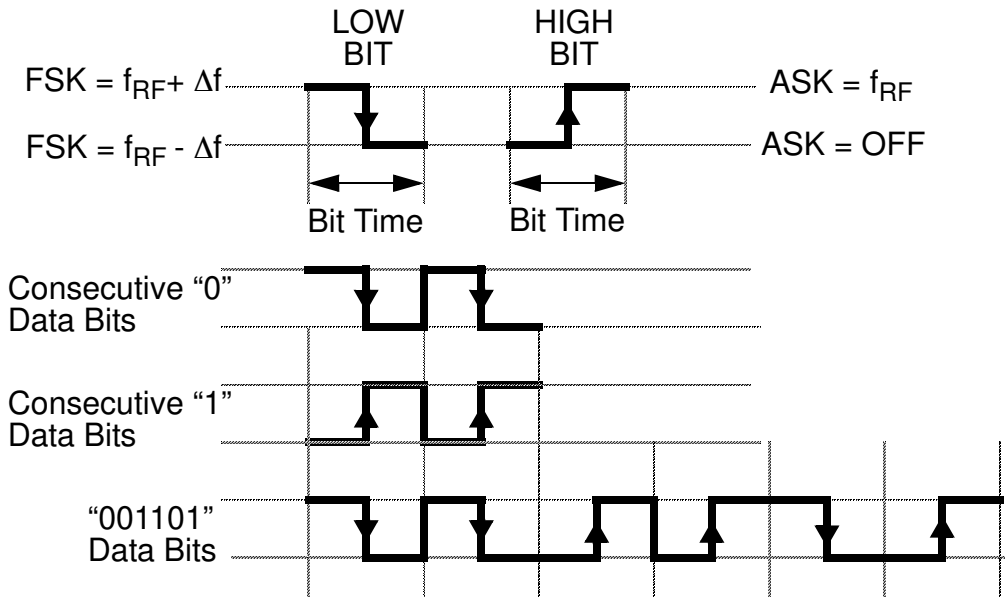 LOW
BIT
HIGH
BIT
FSK = fRF+ Δf
ASK = fRF
FSK = fRF - Δf
ASK = OFF
Bit Time
Bit Time
Consecutive “0”
Data Bits
Consecutive “1”
Data Bits
“001101”
Data Bits